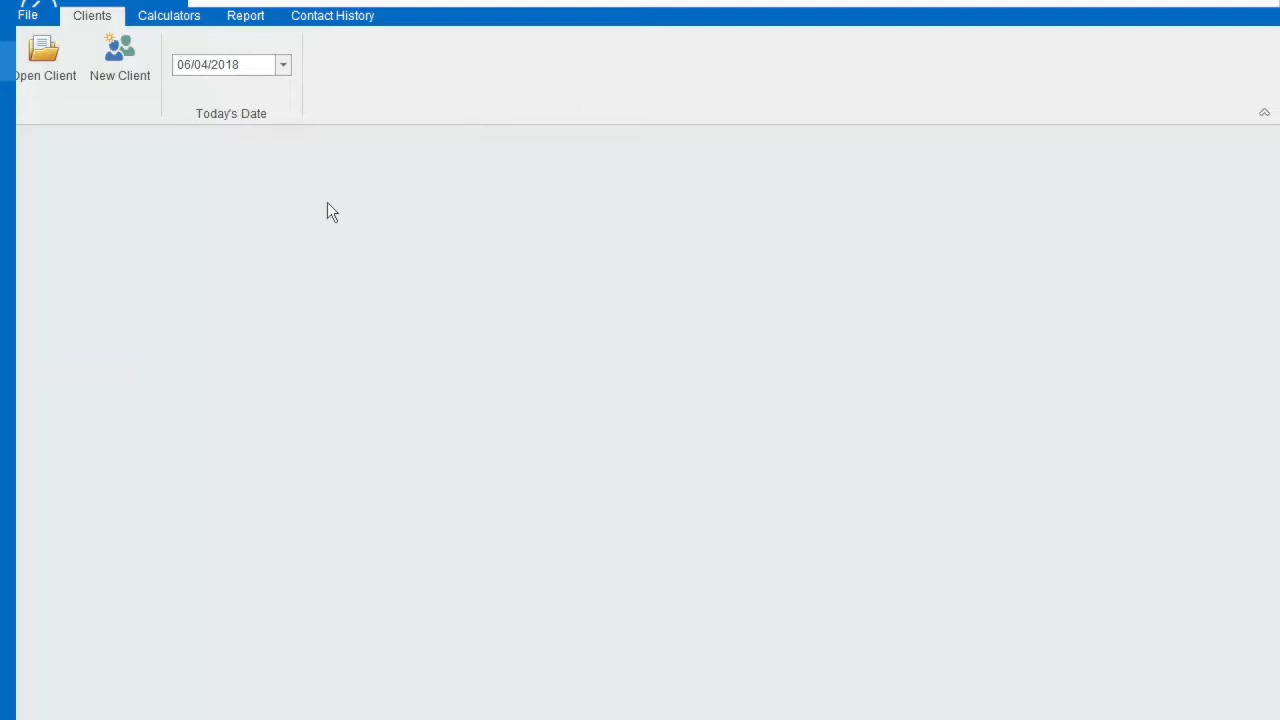 File Clients Calculators Report Contact History
Open Client New Client
06/04/2018
Today's Date